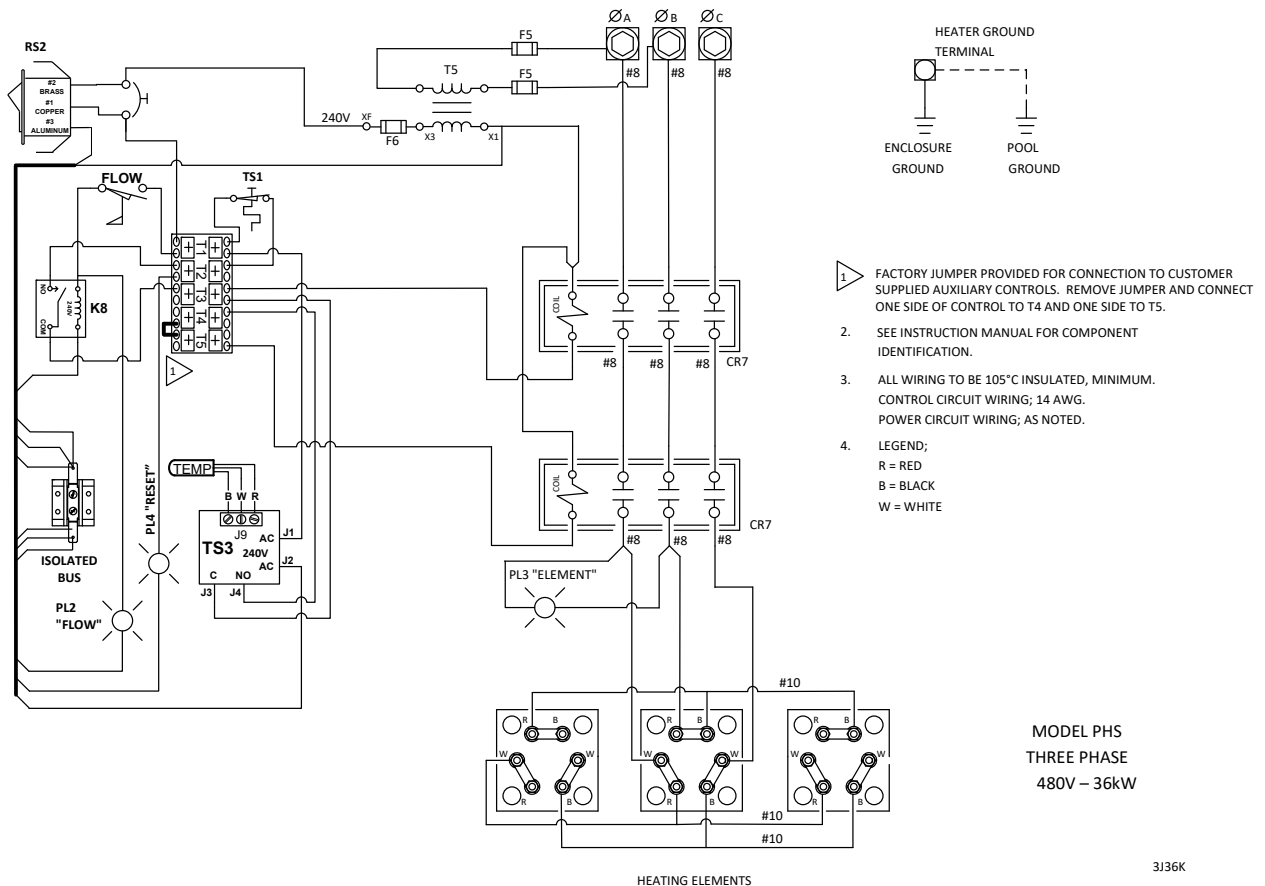 ØA ØB ØC
F5
RS2
#2
BRASS
#1
COPPER
#3
ALUMINUM
T5
F5
#8 #8 #8
240V XF
F6
X3 X1
HEATER GROUND
TERMINAL
ENCLOSURE
GROUND
POOL
GROUND
FLOW
TS1
T1
T2
T3
T4
T5
NO
COM
240V
K8
1
COIL
#8 #8 #8
CR7
1 FACTORY JUMPER PROVIDED FOR CONNECTION TO CUSTOMER
SUPPLIED AUXILIARY CONTROLS. REMOVE JUMPER AND CONNECT
ONE SIDE OF CONTROL TO T4 AND ONE SIDE TO T5.
2. SEE INSTRUCTION MANUAL FOR COMPONENT
IDENTIFICATION.
3. ALL WIRING TO BE 105°C INSULATED, MINIMUM.
CONTROL CIRCUIT WIRING; 14 AWG.
POWER CIRCUIT WIRING; AS NOTED.
4. LEGEND;
R = RED
B = BLACK
W = WHITE
TEMP
B W R
J9
TS3
240V
AC J1
AC J2
C NO
J3 J4
PL4 "RESET"
ISOLATED
BUS
PL2
"FLOW"
COIL
CR7
#8 #8 #8
PL3 "ELEMENT"
#10
R B R B R B
W W W W W W
R B R B R B
#10
#10
HEATING ELEMENTS
MODEL PHS
THREE PHASE
480V – 36kW
3J36K